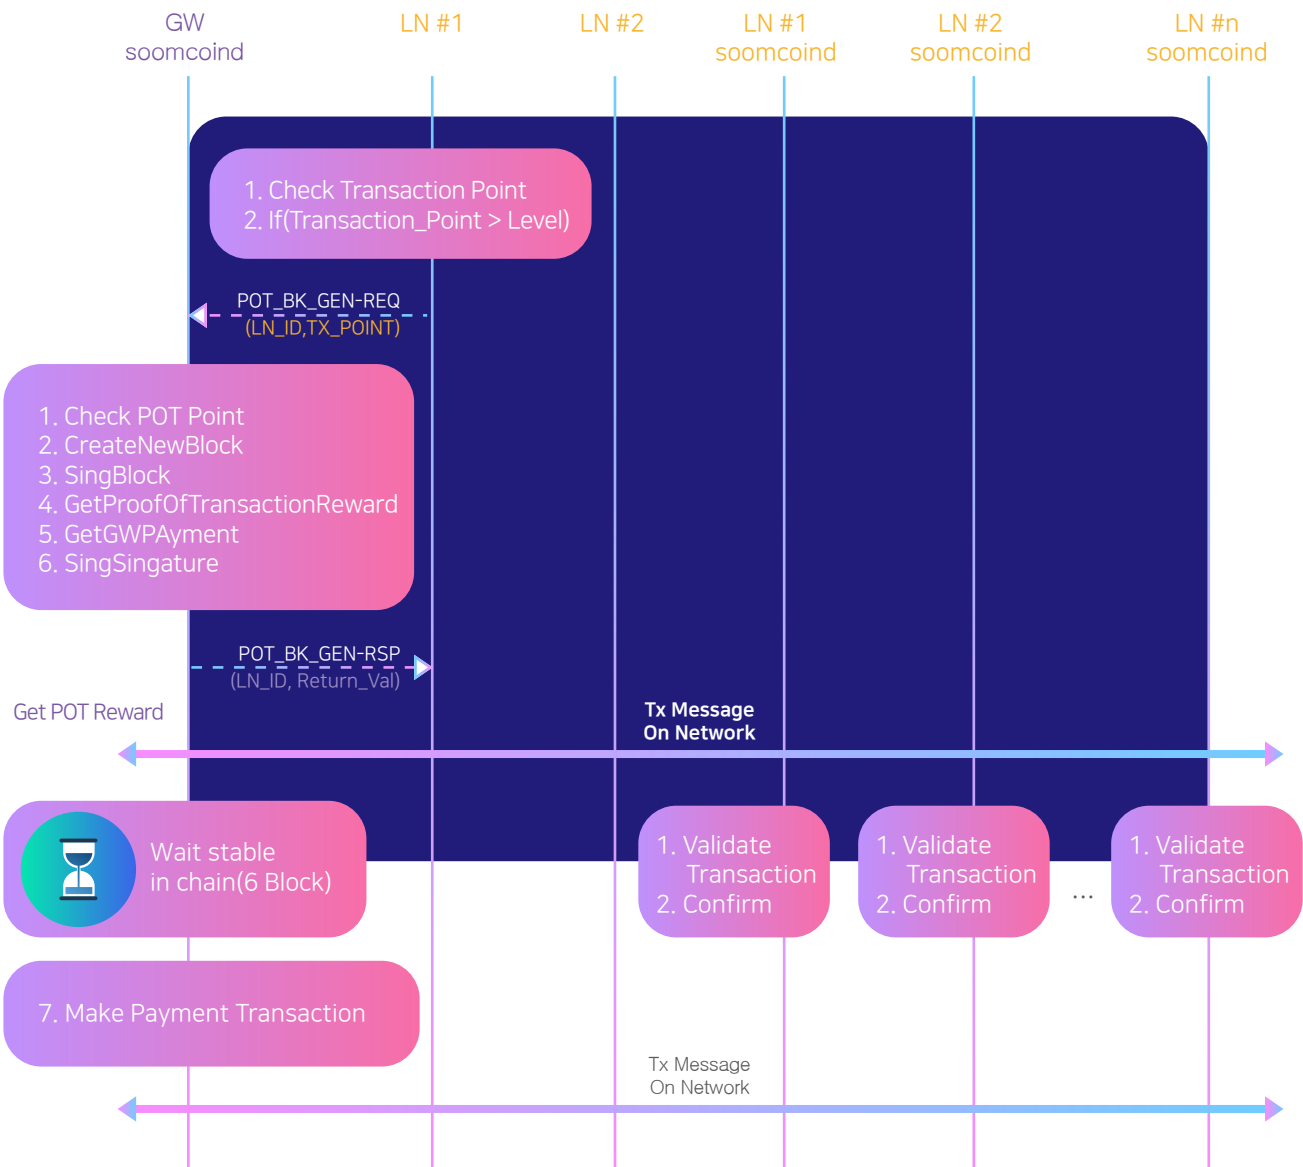 GW
soomcoind
LN #1
LN #2
LN #1
soomcoind
LN #2
soomcoind
LN #n
soomcoind
1. Check Transaction Point
2. If(Transaction_Point > Level)
POT_BK_GEN-REQ
(LN_ID,TX_POINT)
1. Check POT Point
2. CreateNewBlock
3. SingBlock
4. GetProofOfTransactionReward
5. GetGWPAyment
6. SingSingature
POT_BK_GEN-RSP
(LN_ID, Return_Val)
Get POT Reward
Tx Message
On Network
Wait stable
in chain(6 Block)
1. Validate
Transaction
2. Confirm
1. Validate
Transaction
2. Confirm
...
1. Validate
Transaction
2. Confirm
7. Make Payment Transaction
Tx Message
On Network